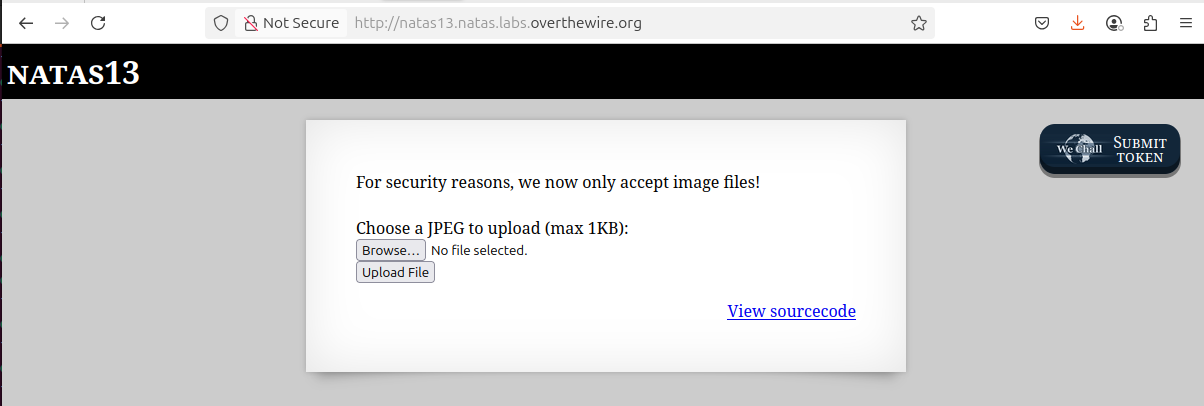 Not Secure http://natas13.natas.labs.overthewire.org
NATAS13
We Chall SUBMIT TOKEN
For security reasons, we now only accept image files!
Choose a JPEG to upload (max 1KB):
Browse... No file selected.
Upload File
View sourcecode